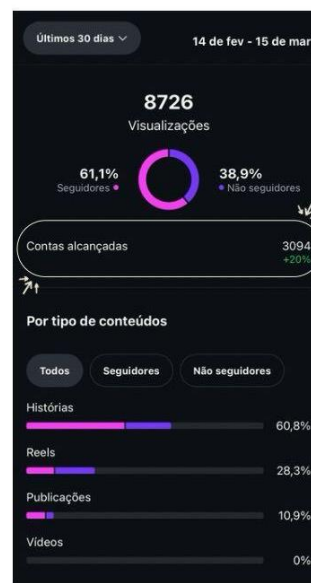 Últimos 30 dias
14 de fev - 15 de mar
8726
Visualizações
61,1%
Seguidores
38,9%
Não seguidores
Contas alcançadas
3094
+20%
Por tipo de conteúdos
Todos
Seguidores
Não seguidores
Histórias
60,8%
Reels
28,3%
Publicações
10,9%
Vídeos
0%